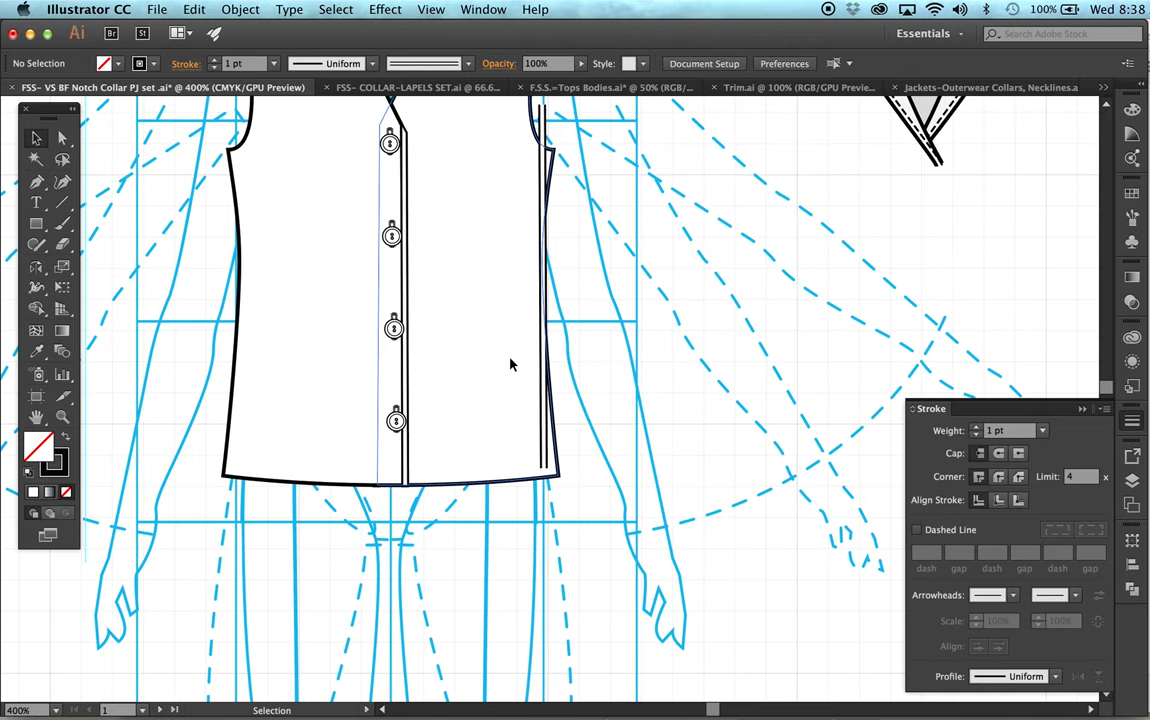 Illustrator CC File Edit Object Type Select Effect View Window Help 100% Wed 8:38
Ai Br St Essentials Search Adobe Stock
No Selection Stroke: 1 pt Uniform Opacity: 100% Style: Document Setup Preferences
× FSS- VS BF Notch Collar PJ set .ai* @ 400% (CMYK/GPU Preview) × FSS- COLLAR-LAPELS SET.ai @ 66.6... × F.S.S.=Tops Bodies.ai* @ 50% (RGB/... × Trim.ai @ 100% (RGB/GPU Previe... × Jackets-Outerwear Collars, Necklines.a
Stroke
Weight: 1 pt
Cap:
Corner: Limit: 4 x
Align Stroke:
Dashed Line
dash gap dash gap dash gap
Arrowheads:
Scale: 100% 100%
Align:
Profile: Uniform
400% 1 Selection